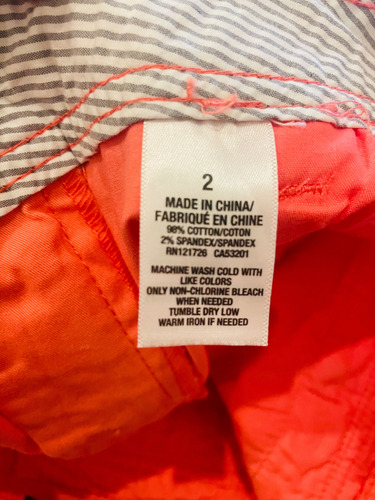 2
MADE IN CHINA/
FABRIQUÉ EN CHINE
98% COTTON/COTON
2% SPANDEX/SPANDEX
RN121726 CA53201
MACHINE WASH COLD WITH
LIKE COLORS
ONLY NON-CHLORINE BLEACH
WHEN NEEDED
TUMBLE DRY LOW
WARM IRON IF NEEDED